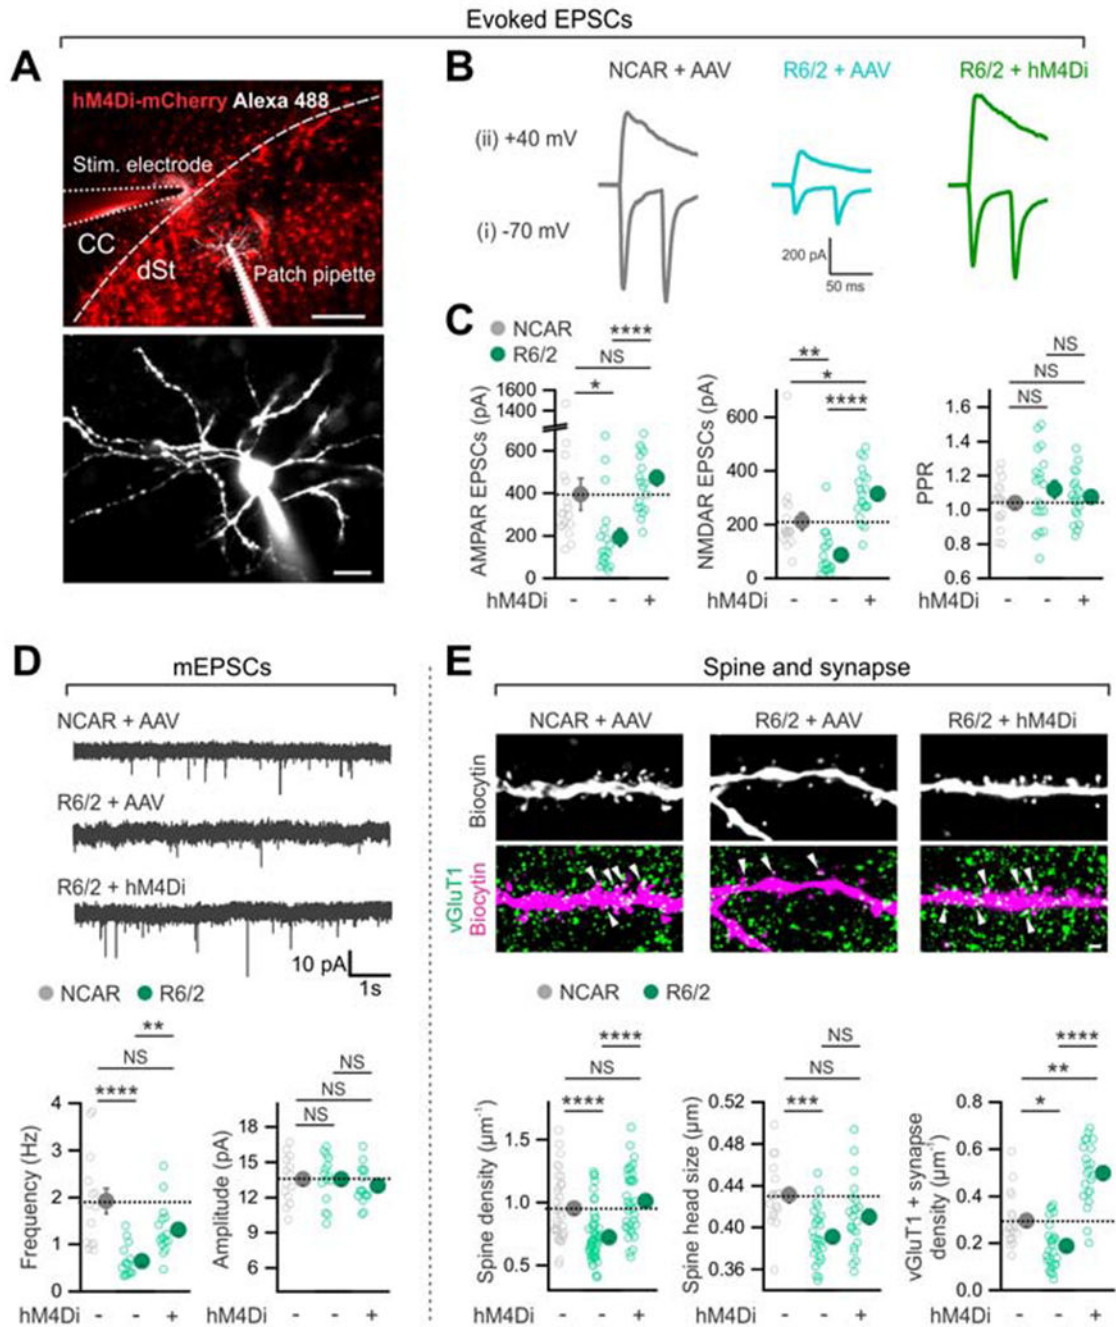 Evoked EPSCs
A
hM4Di-mCherry Alexa 488
Stim. electrode
CC
dSt
Patch pipette
B
NCAR + AAV R6/2 + AAV R6/2 + hM4Di
(ii) +40 mV
(i) -70 mV
200 pA
50 ms
C
NCAR
R6/2
****
NS
*
AMPAR EPSCs (pA)
1600
1400
600
400
200
0
hM4Di - - +
**
*
****
NMDAR EPSCs (pA)
600
400
200
0
hM4Di - - +
NS
NS
NS
PPR
1.6
1.4
1.2
1.0
0.8
0.6
hM4Di - - +
D
mEPSCs
NCAR + AAV
R6/2 + AAV
R6/2 + hM4Di
10 pA
1s
NCAR R6/2
**
NS
****
Frequency (Hz)
4
3
2
1
0
hM4Di - - +
NS
NS
NS
Amplitude (pA)
18
15
12
9
6
hM4Di - - +
E
Spine and synapse
NCAR + AAV R6/2 + AAV R6/2 + hM4Di
Biocytin
vGluT1
Biocytin
NCAR R6/2
****
NS
****
Spine density (μm⁻¹)
1.5
1.0
0.5
hM4Di - - +
NS
NS
***
Spine head size (μm)
0.52
0.48
0.44
0.40
0.36
hM4Di - - +
****
**
*
vGluT1 + synapse
density (μm⁻¹)
0.8
0.6
0.4
0.2
0.0
hM4Di - - +